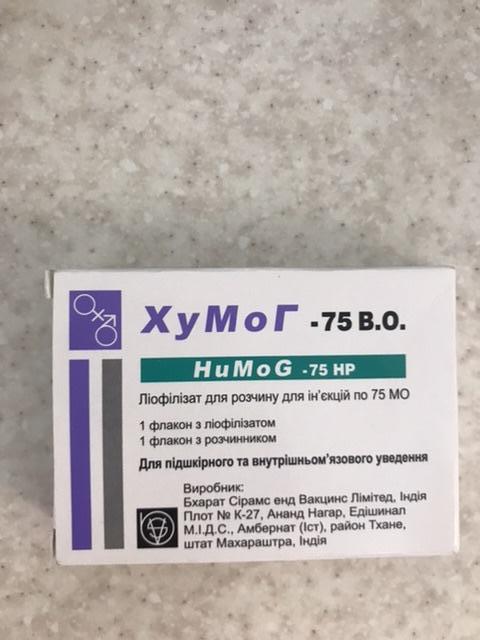 ХуМоГ -75 В.О.
HuMoG -75 HP
Ліофілізат для розчину для ін'єкцій по 75 МО
1 флакон з ліофілізатом
1 флакон з розчинником
Для підшкірного та внутрішньом'язового уведення
Виробник:
Бхарат Сірамс енд Вакцинс Лімітед, Індія
Плот № К-27, Ананд Нагар, Едішинал
М.І.Д.С., Амбернат (Іст), район Тхане,
штат Махараштра, Індія